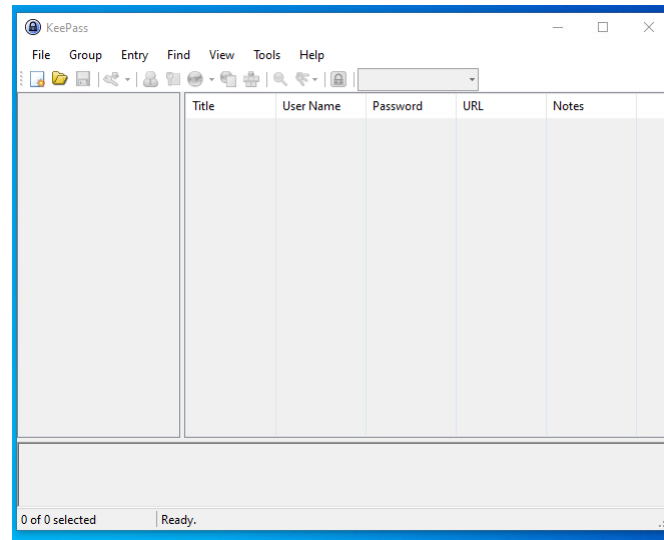 KeePass
File Group Entry Find View Tools Help
Title User Name Password URL Notes
0 of 0 selected Ready.